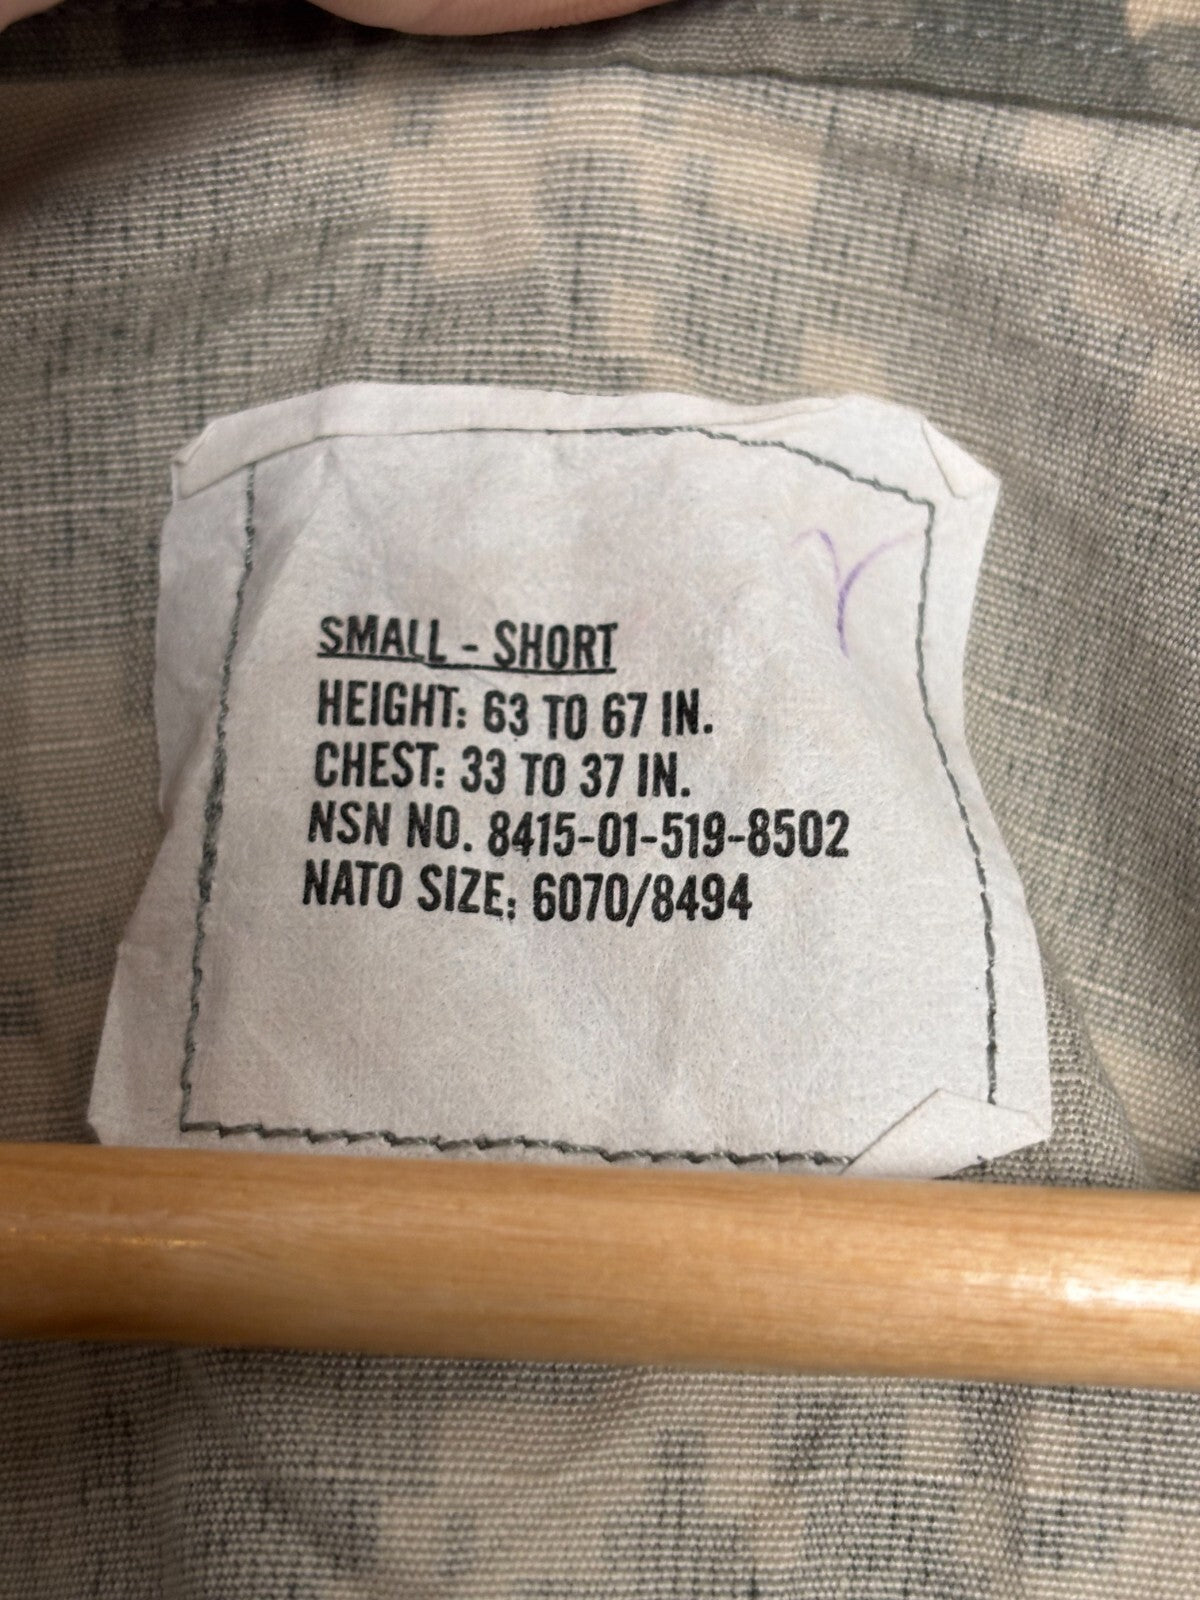 SMALL - SHORT
HEIGHT: 63 TO 67 IN.
CHEST: 33 TO 37 IN.
NSN NO. 8415-01-519-8502
NATO SIZE: 6070/8494